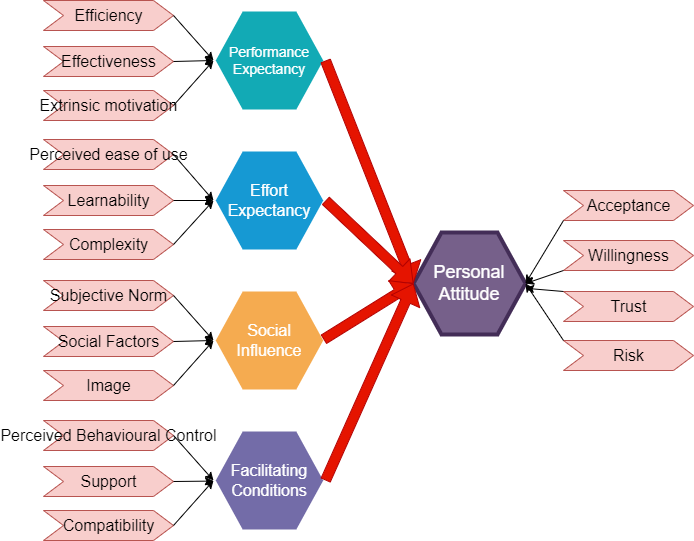 Efficiency
Effectiveness
Extrinsic motivation
Performance
Expectancy
Perceived ease of use
Learnability
Complexity
Effort
Expectancy
Subjective Norm
Social Factors
Image
Social
Influence
Perceived Behavioural Control
Support
Compatibility
Facilitating
Conditions
Personal
Attitude
Acceptance
Willingness
Trust
Risk